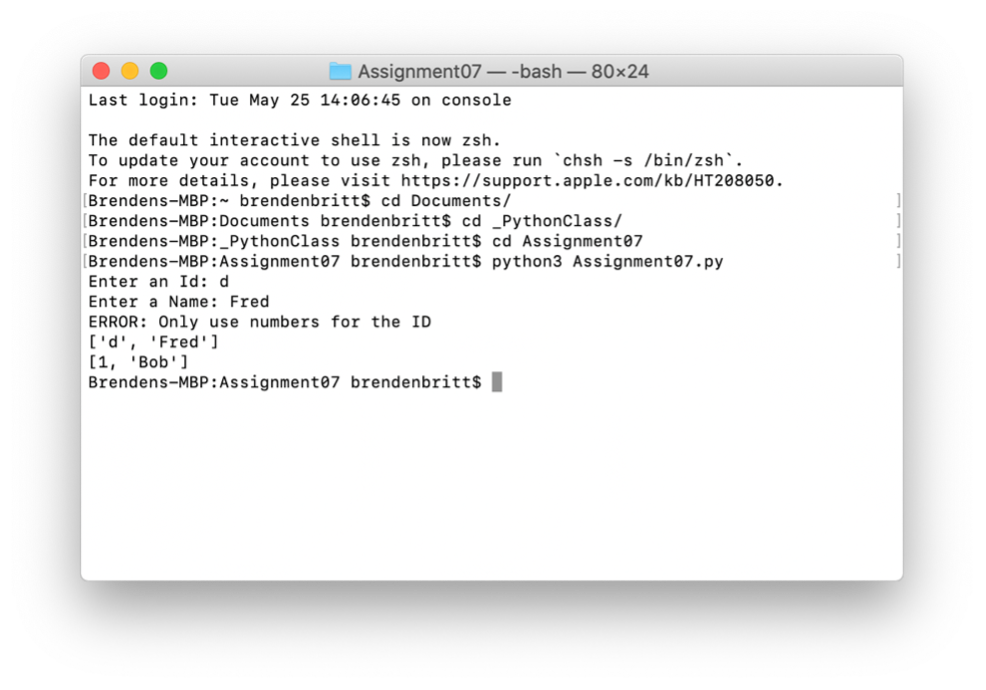 Assignment07 — -bash — 80×24
Last login: Tue May 25 14:06:45 on console
The default interactive shell is now zsh.
To update your account to use zsh, please run `chsh -s /bin/zsh`.
For more details, please visit https://support.apple.com/kb/HT208050.
[Brendens-MBP:~ brendenbritt$ cd Documents/ ]
[Brendens-MBP:Documents brendenbritt$ cd _PythonClass/ ]
[Brendens-MBP:_PythonClass brendenbritt$ cd Assignment07 ]
[Brendens-MBP:Assignment07 brendenbritt$ python3 Assignment07.py ]
Enter an Id: d
Enter a Name: Fred
ERROR: Only use numbers for the ID
['d', 'Fred']
[1, 'Bob']
Brendens-MBP:Assignment07 brendenbritt$